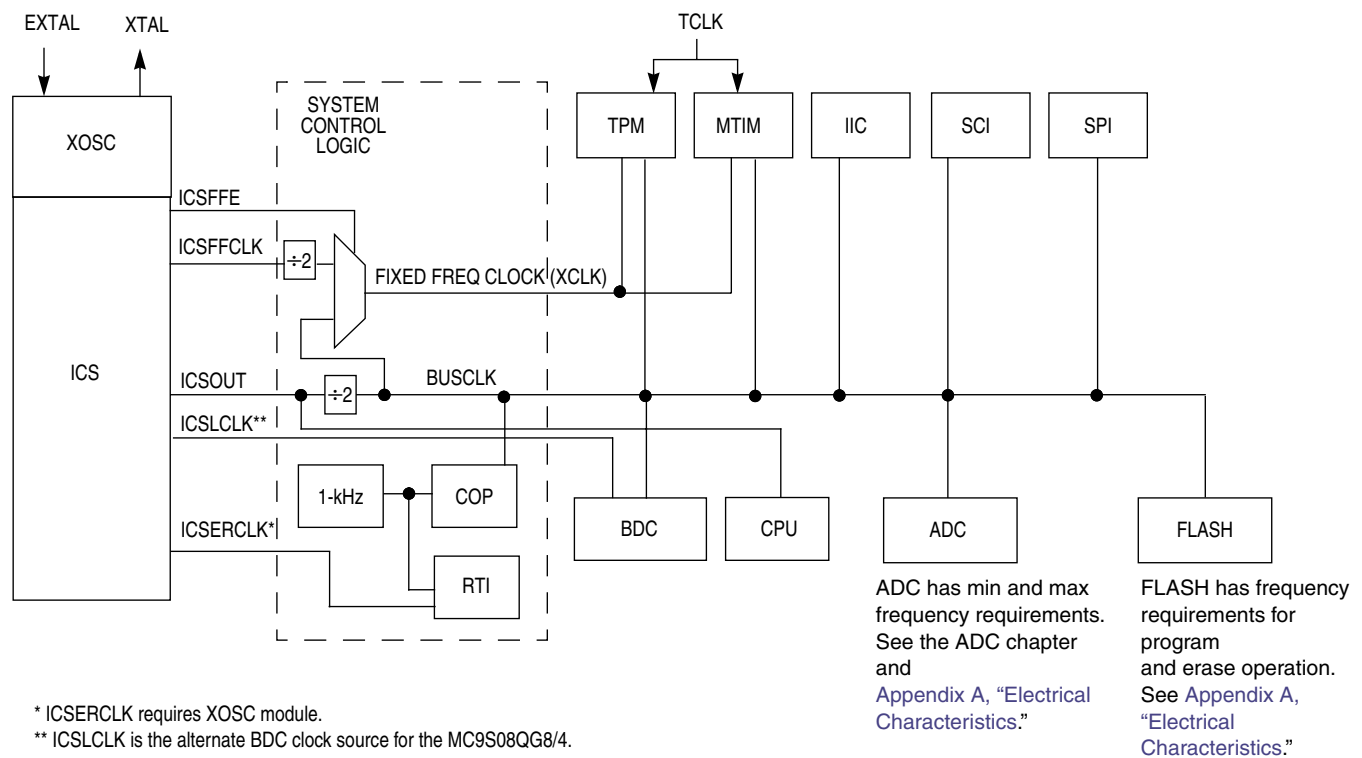 EXTAL
XTAL
TCLK
SYSTEM
CONTROL
LOGIC
XOSC
TPM
MTIM
IIC
SCI
SPI
ICSFFE
ICSFFCLK
÷2
FIXED FREQ CLOCK (XCLK)
ICS
ICSOUT
÷2
BUSCLK
ICSLCLK**
1-kHz
COP
ICSERCLK*
RTI
BDC
CPU
ADC
FLASH
ADC has min and max
frequency requirements.
See the ADC chapter
and
Appendix A, “Electrical
Characteristics.”
FLASH has frequency
requirements for
program
and erase operation.
See Appendix A,
“Electrical
Characteristics.”
* ICSERCLK requires XOSC module.
** ICSLCLK is the alternate BDC clock source for the MC9S08QG8/4.